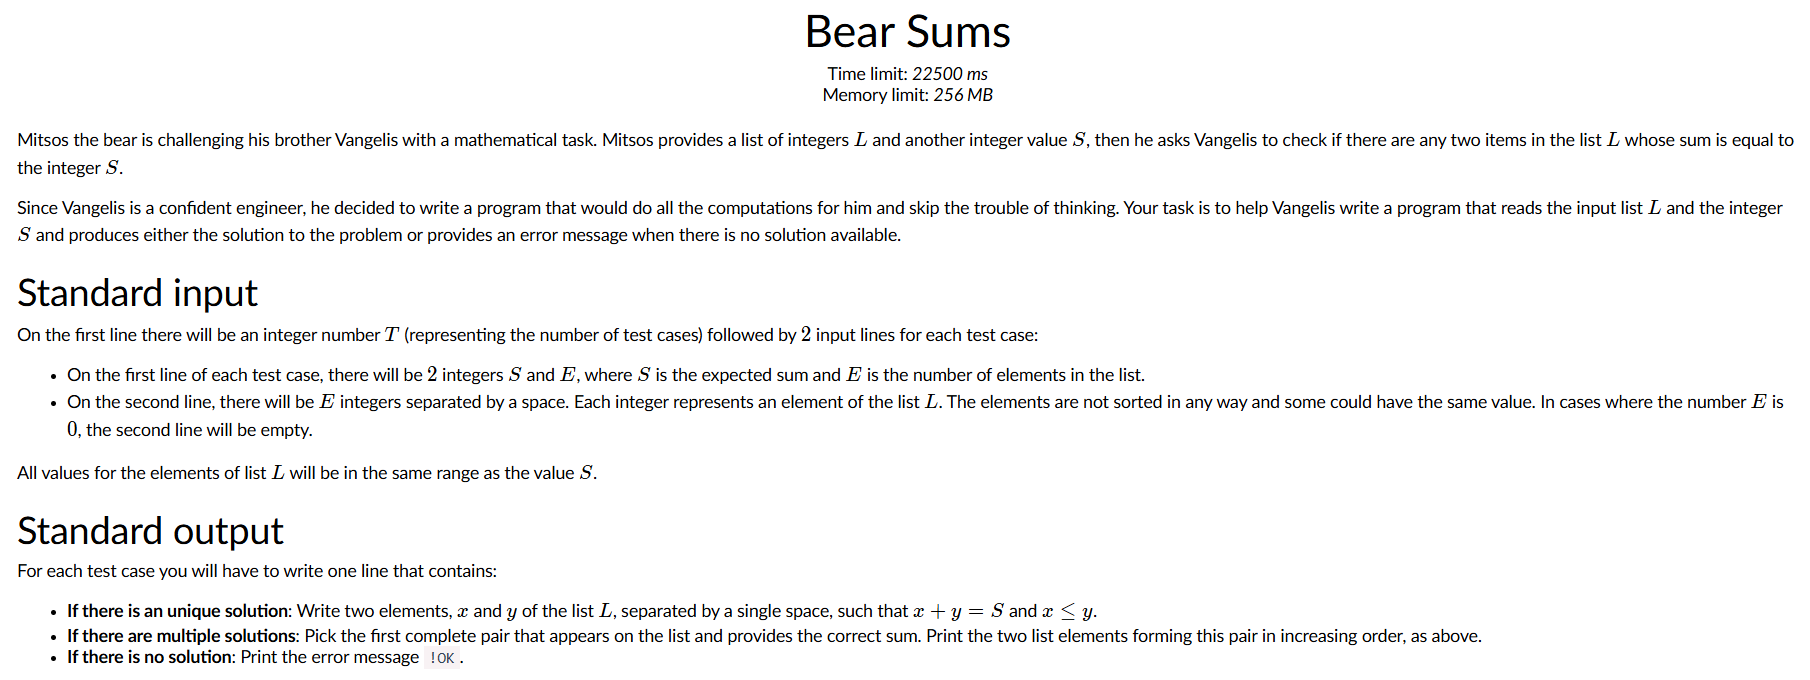 Bear Sums
Time limit: 22500 ms
Memory limit: 256 MB
Mitsos the bear is challenging his brother Vangelis with a mathematical task. Mitsos provides a list of integers L and another integer value S, then he asks Vangelis to check if there are any two items in the list L whose sum is equal to
the integer S.
Since Vangelis is a confident engineer, he decided to write a program that would do all the computations for him and skip the trouble of thinking. Your task is to help Vangelis write a program that reads the input list L and the integer
S and produces either the solution to the problem or provides an error message when there is no solution available.
Standard input
On the first line there will be an integer number T (representing the number of test cases) followed by 2 input lines for each test case:
• On the first line of each test case, there will be 2 integers S and E, where S is the expected sum and E is the number of elements in the list.
• On the second line, there will be E integers separated by a space. Each integer represents an element of the list L. The elements are not sorted in any way and some could have the same value. In cases where the number E is
0, the second line will be empty.
All values for the elements of list L will be in the same range as the value S.
Standard output
For each test case you will have to write one line that contains:
• If there is an unique solution: Write two elements, x and y of the list L, separated by a single space, such that x + y = S and x ≤ y.
• If there are multiple solutions: Pick the first complete pair that appears on the list and provides the correct sum. Print the two list elements forming this pair in increasing order, as above.
• If there is no solution: Print the error message !OK .